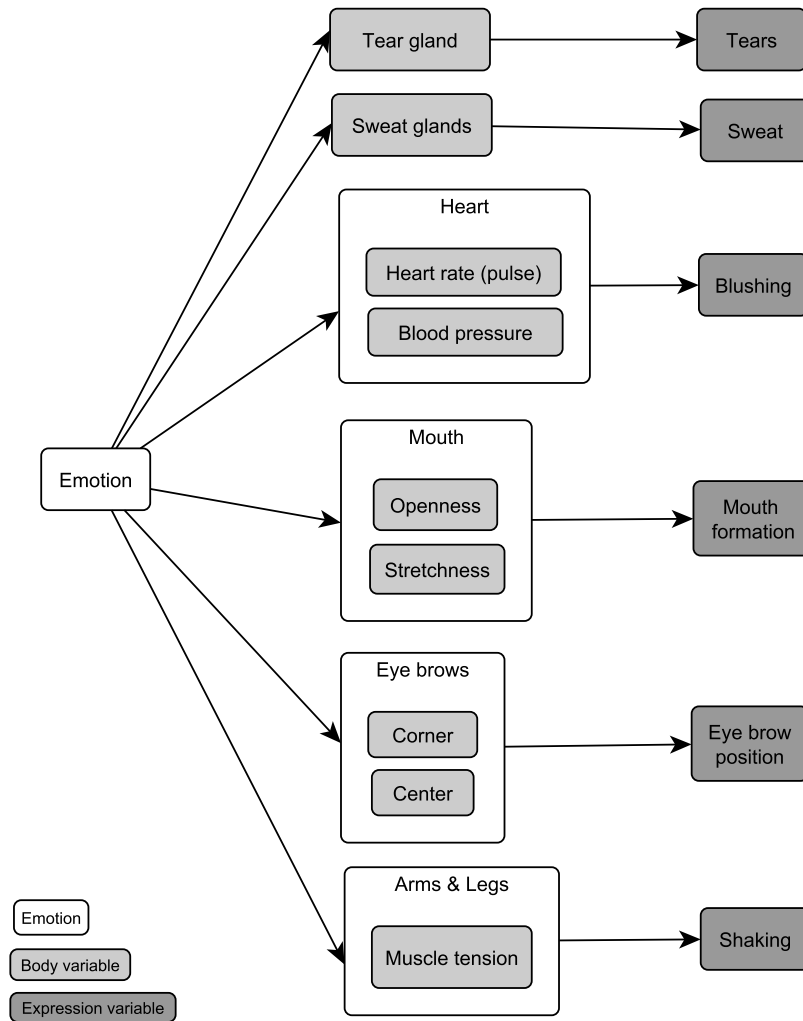 Tear gland
Tears
Sweat glands
Sweat
Heart
Heart rate (pulse)
Blood pressure
Blushing
Emotion
Mouth
Openness
Stretchness
Mouth
formation
Eye brows
Corner
Center
Eye brow
position
Arms & Legs
Muscle tension
Shaking
Emotion
Body variable
Expression variable